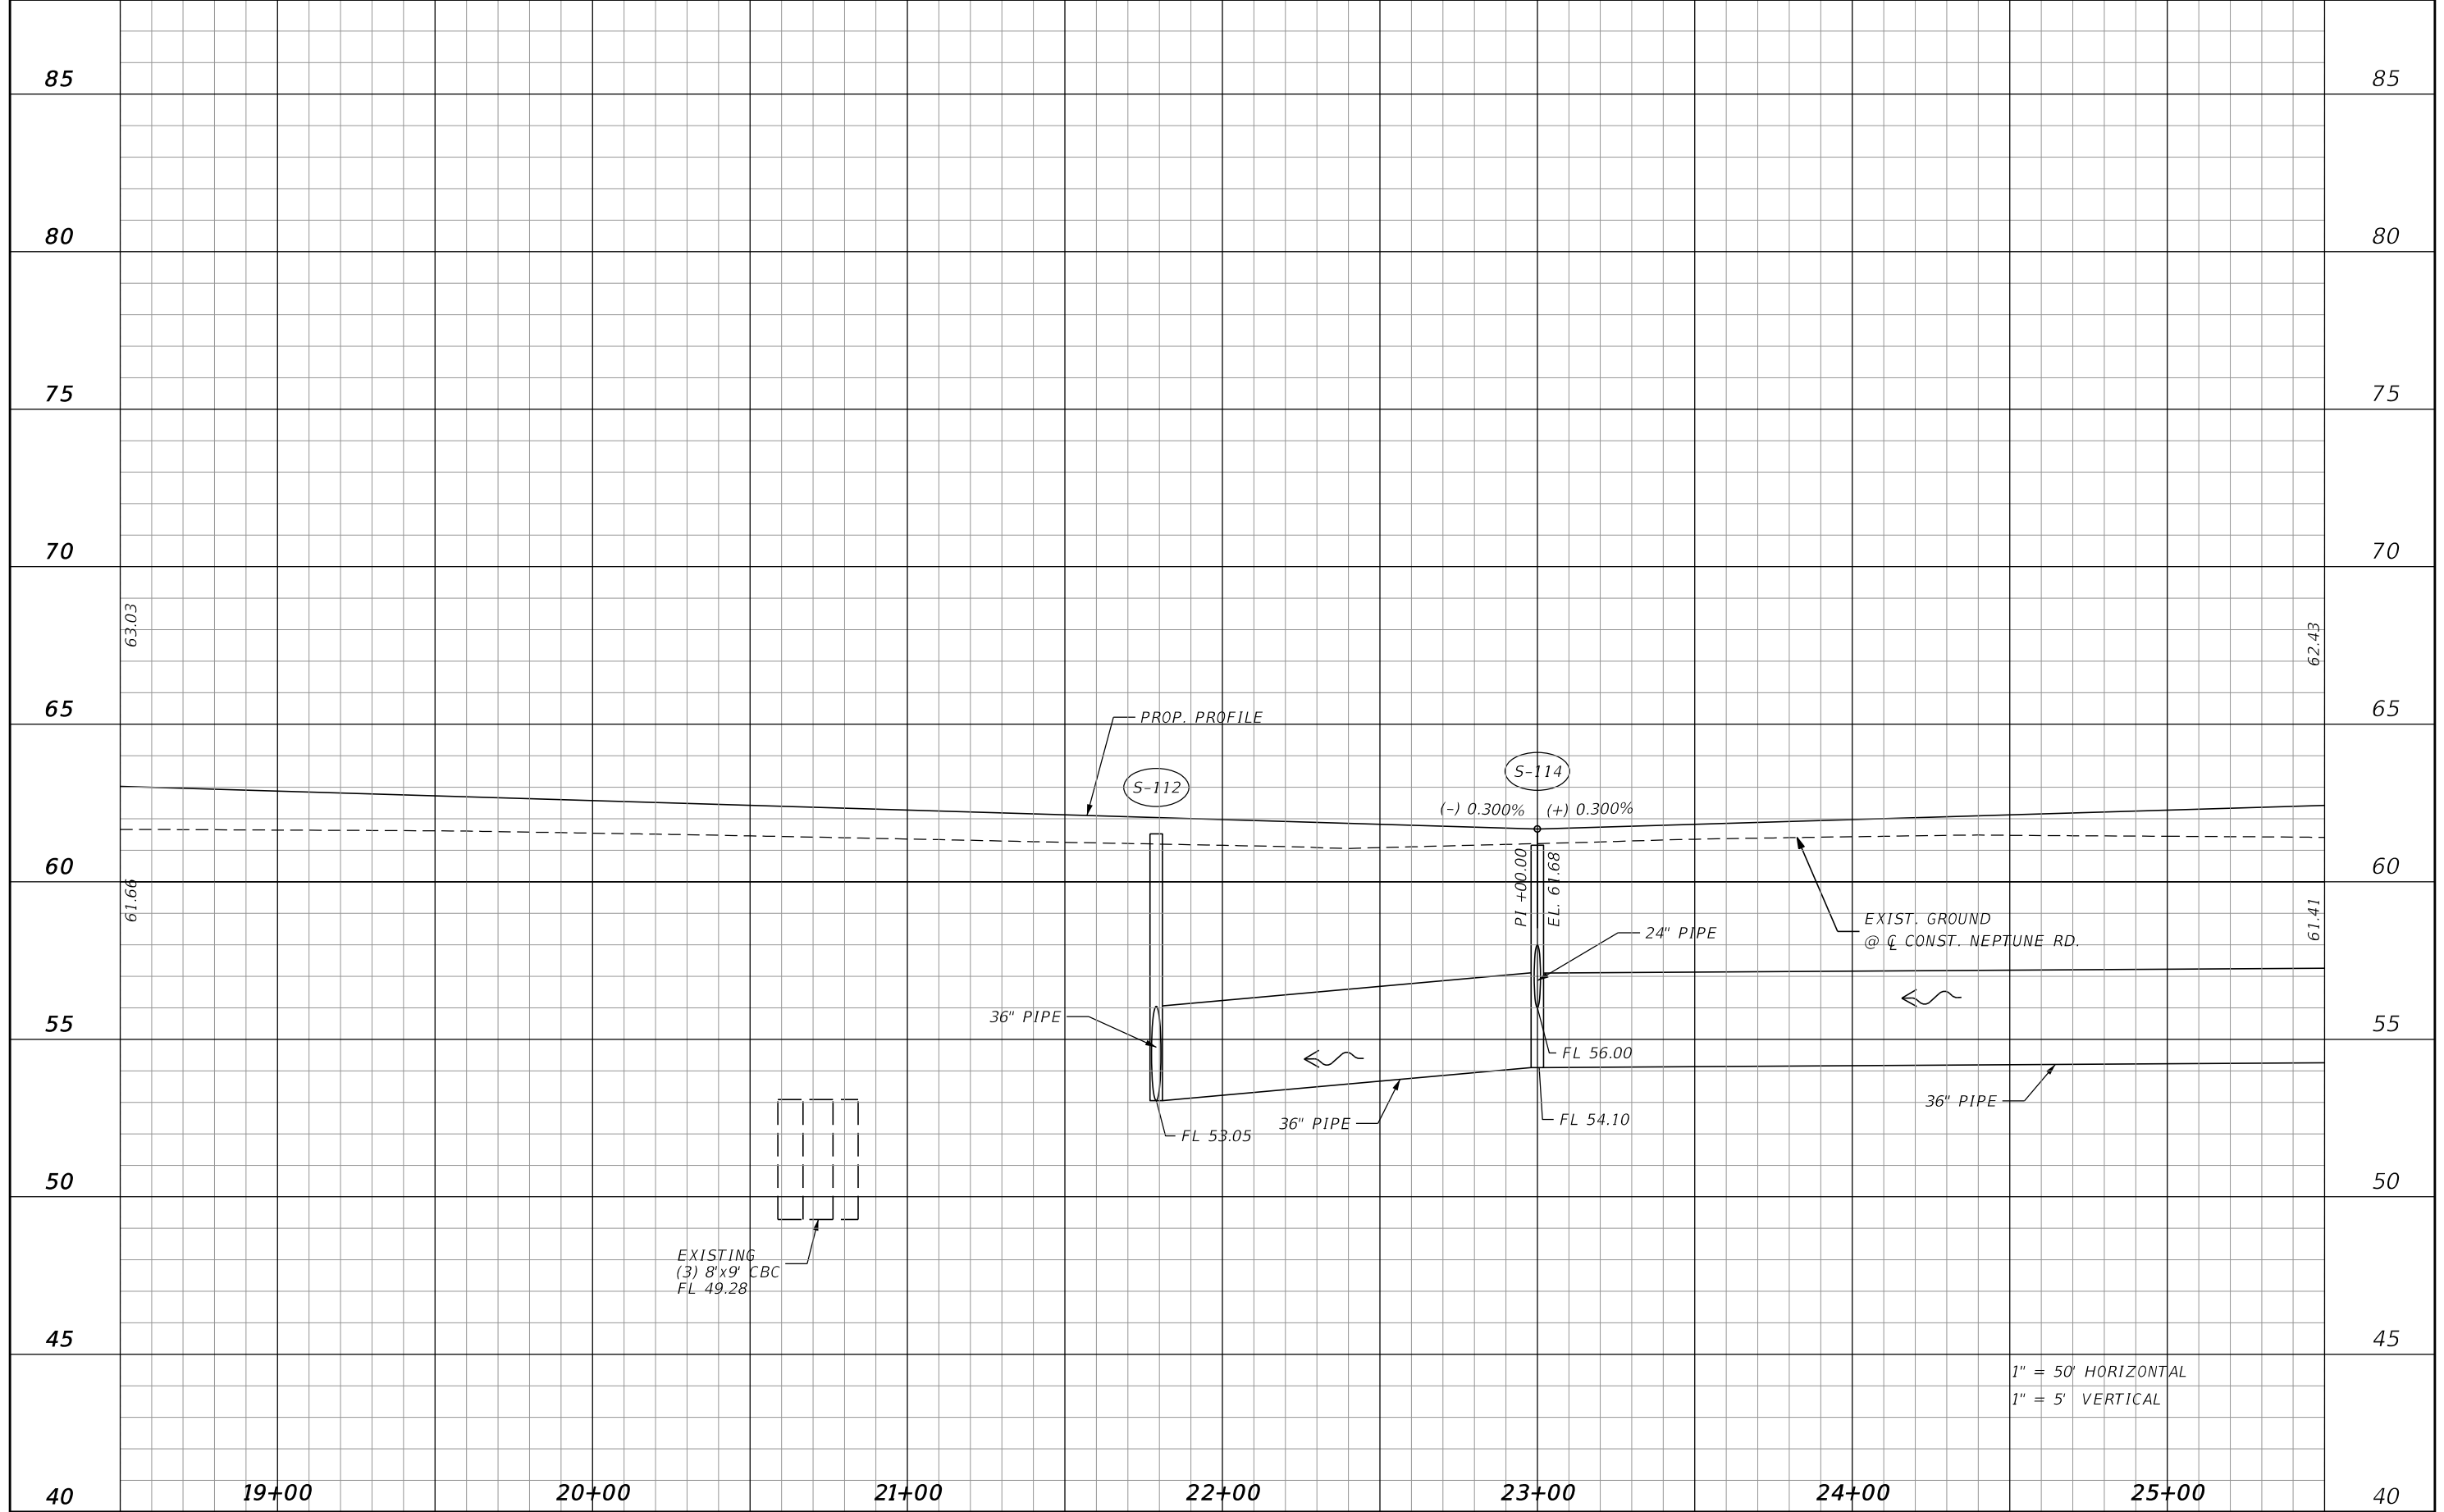 85
85
80
80
75
75
70
70
63.03
62.43
65
65
PROP. PROFILE
S-114
S-112
(-) 0.300%
(+) 0.300%
60
60
61.66
PI +00.00
EL. 61.68
61.41
EXIST. GROUND
@ ℄ CONST. NEPTUNE RD.
24" PIPE
36" PIPE
55
55
FL 56.00
36" PIPE
36" PIPE
FL 54.10
FL 53.05
50
50
EXISTING
(3) 8'x9' CBC
FL 49.28
45
45
1" = 50' HORIZONTAL
1" = 5' VERTICAL
40
19+00
20+00
21+00
22+00
23+00
24+00
25+00
40